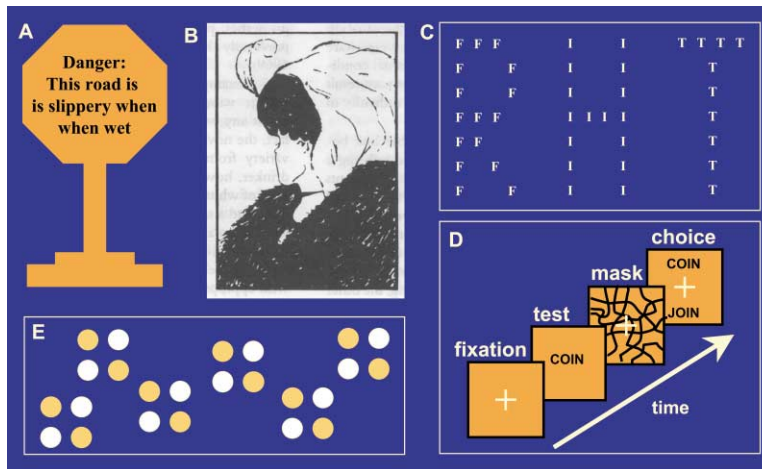 A
Danger:
This road is
is slippery when
when wet
B
C
F F F I I T T T T
F F I I T
F F I I T
F F F I I I I T
F F I I T
F F I I T
F F I I T
D
choice
COIN
JOIN
mask
test
COIN
fixation
time
E